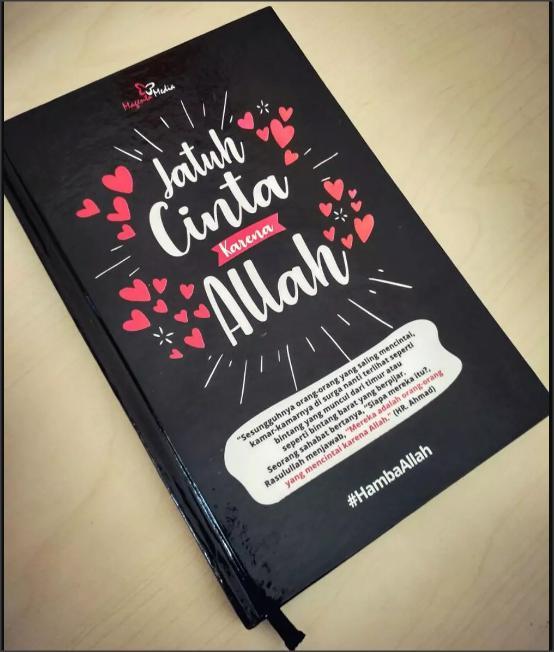 Magenta Media
Jatuh
Cinta
Karena
Allah
"Sesungguhnya orang-orang yang saling mencintai,
kamar-kamarnya di surga nanti terlihat seperti
bintang yang muncul dari timur atau
seperti bintang barat yang berpijar.
Seorang sahabat bertanya, "Siapa mereka itu?,
Rasulullah menjawab, "Mereka adalah orang-orang
yang mencintai karena Allah." (HR. Ahmad)
#HambaAllah